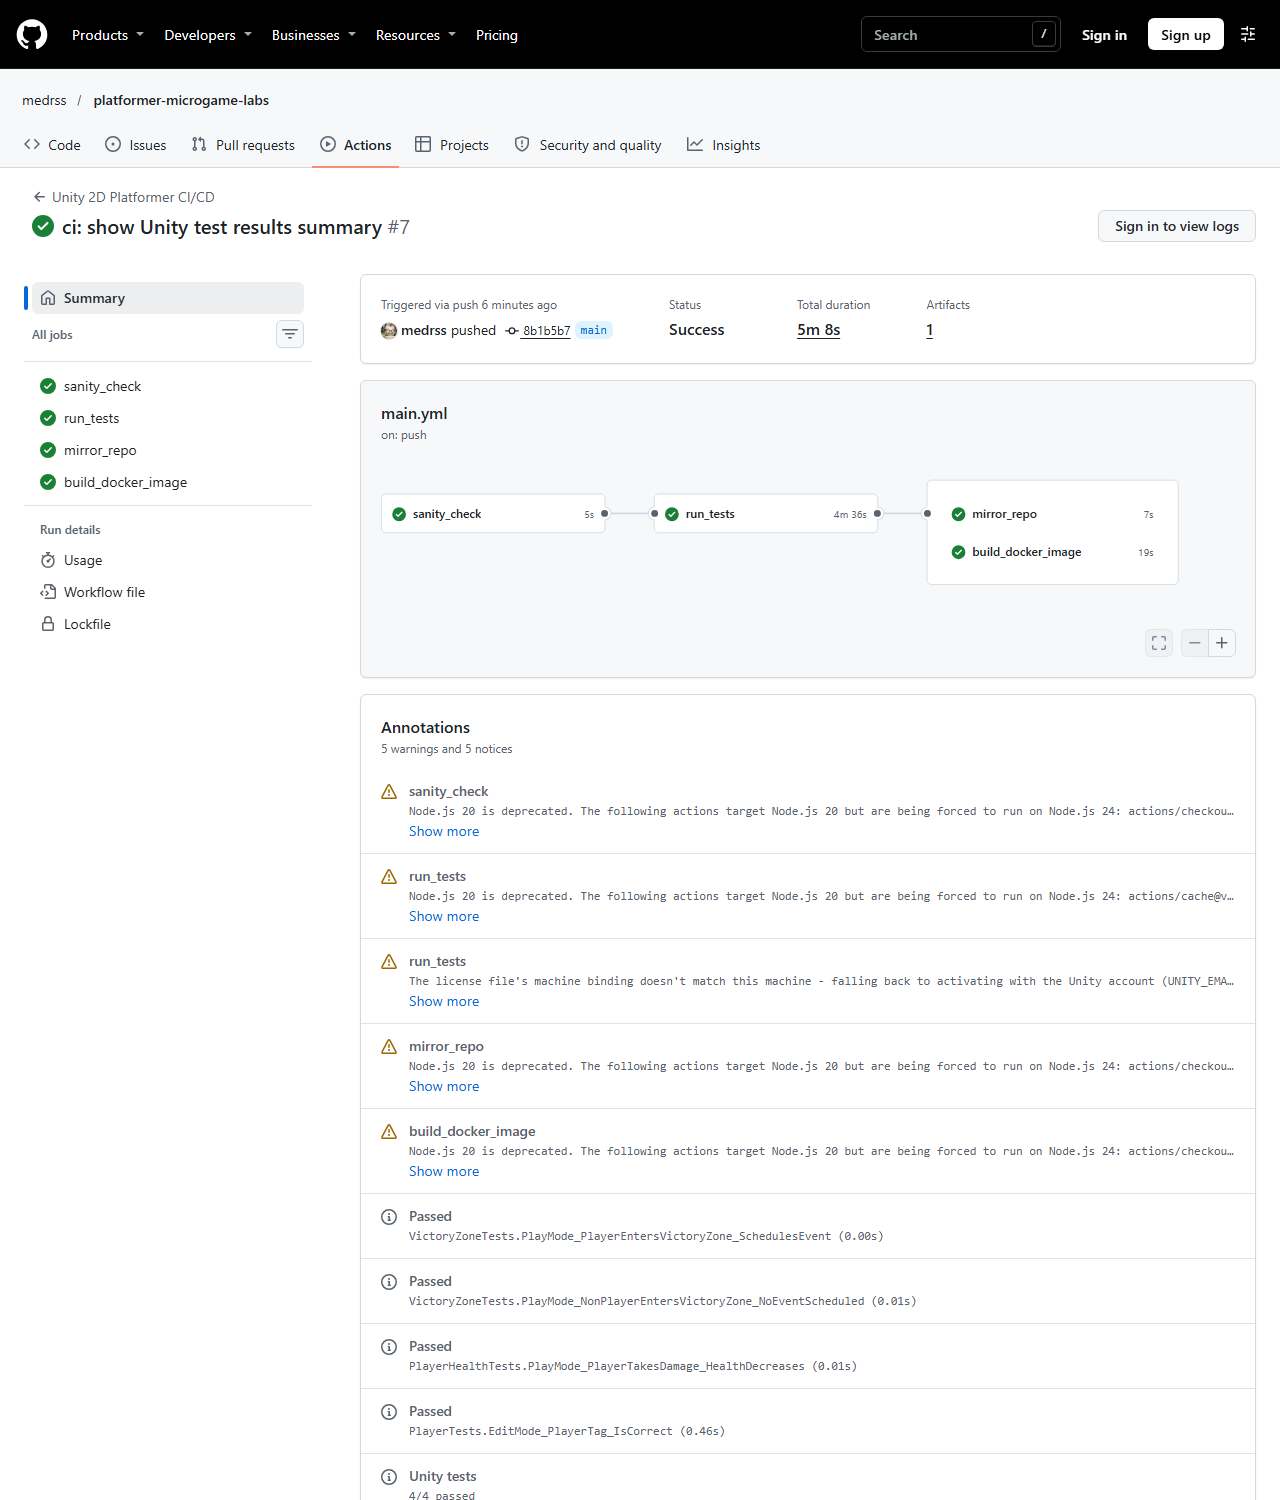 Products Developers Businesses Resources Pricing Search / Sign in Sign up
medrss / platformer-microgame-labs
Code Issues Pull requests Actions Projects Security and quality Insights
Unity 2D Platformer CI/CD
ci: show Unity test results summary #7
Sign in to view logs
Summary
All jobs
sanity_check
run_tests
mirror_repo
build_docker_image
Run details
Usage
Workflow file
Lockfile
Triggered via push 6 minutes ago
medrss pushed 8b1b5b7 main
Status
Success
Total duration
5m 8s
Artifacts
1
main.yml
on: push
sanity_check 5s
run_tests 4m 36s
mirror_repo 7s
build_docker_image 19s
Annotations
5 warnings and 5 notices
sanity_check
Node.js 20 is deprecated. The following actions target Node.js 20 but are being forced to run on Node.js 24: actions/checkou…
Show more
run_tests
Node.js 20 is deprecated. The following actions target Node.js 20 but are being forced to run on Node.js 24: actions/cache@v…
Show more
run_tests
The license file's machine binding doesn't match this machine - falling back to activating with the Unity account (UNITY_EMA…
Show more
mirror_repo
Node.js 20 is deprecated. The following actions target Node.js 20 but are being forced to run on Node.js 24: actions/checkou…
Show more
build_docker_image
Node.js 20 is deprecated. The following actions target Node.js 20 but are being forced to run on Node.js 24: actions/checkou…
Show more
Passed
VictoryZoneTests.PlayMode_PlayerEntersVictoryZone_SchedulesEvent (0.00s)
Passed
VictoryZoneTests.PlayMode_NonPlayerEntersVictoryZone_NoEventScheduled (0.01s)
Passed
PlayerHealthTests.PlayMode_PlayerTakesDamage_HealthDecreases (0.01s)
Passed
PlayerTests.EditMode_PlayerTag_IsCorrect (0.46s)
Unity tests
4/4 passed